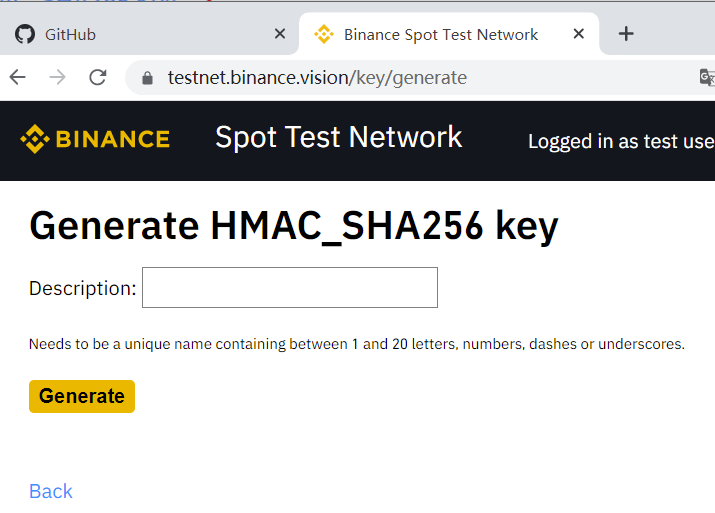 GitHub
Binance Spot Test Network
testnet.binance.vision/key/generate
BINANCE Spot Test Network Logged in as test use
Generate HMAC_SHA256 key
Description:
Needs to be a unique name containing between 1 and 20 letters, numbers, dashes or underscores.
Generate
Back